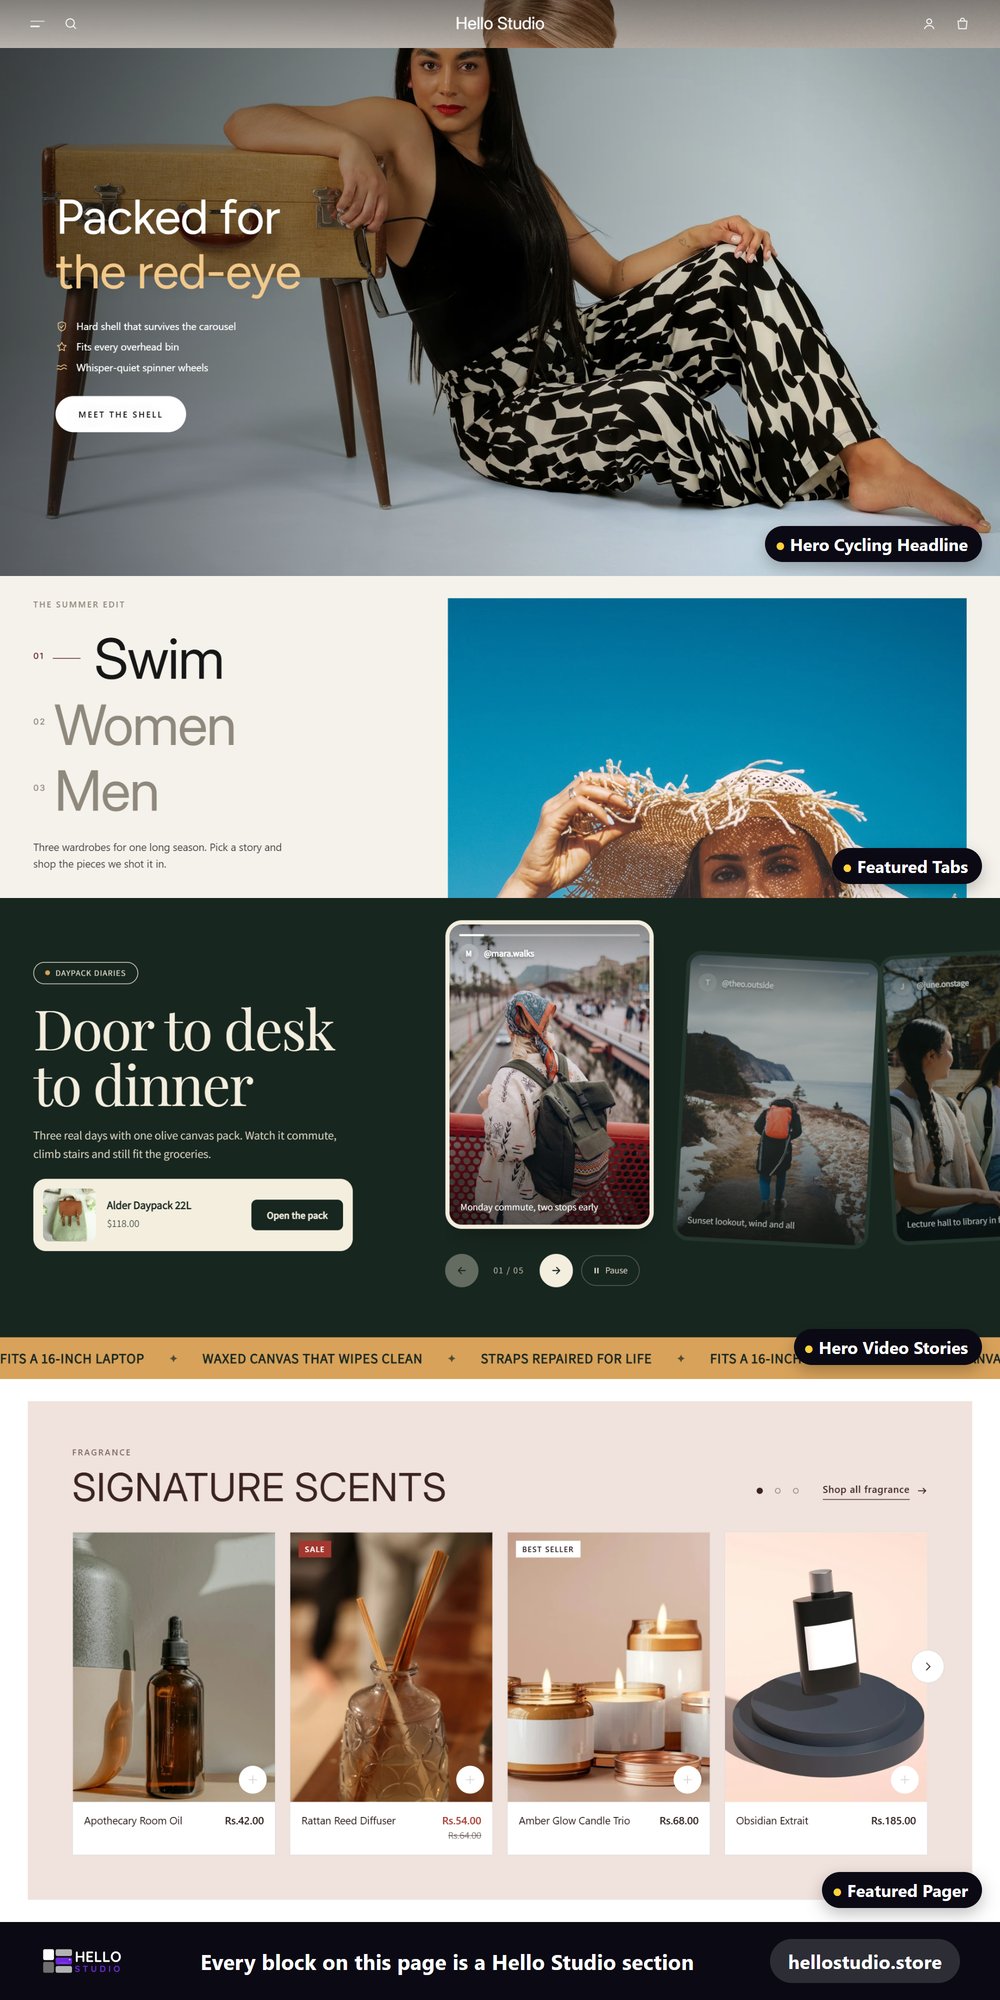 Hello Studio
Packed for
the red-eye
Hard shell that survives the carousel
Fits every overhead bin
Whisper-quiet spinner wheels
MEET THE SHELL
Hero Cycling Headline
THE SUMMER EDIT
01 Swim
02 Women
03 Men
Three wardrobes for one long season. Pick a story and
shop the pieces we shot it in.
Featured Tabs
DAYPACK DIARIES
Door to desk
to dinner
Three real days with one olive canvas pack. Watch it commute,
climb stairs and still fit the groceries.
Alder Daypack 22L
$118.00
Open the pack
M @mara.walks
Monday commute, two stops early
T @theo.outside
Sunset lookout, wind and all
J @june.onstage
Lecture hall to library in
01 / 05
Pause
FITS A 16-INCH LAPTOP ✦ WAXED CANVAS THAT WIPES CLEAN ✦ STRAPS REPAIRED FOR LIFE ✦ FITS A 16-INCH
Hero Video Stories
FRAGRANCE
SIGNATURE SCENTS
Shop all fragrance
SALE
BEST SELLER
Apothecary Room Oil Rs.42.00
Rattan Reed Diffuser Rs.54.00
Rs.64.00
Amber Glow Candle Trio Rs.68.00
Obsidian Extrait Rs.185.00
Featured Pager
HELLO
STUDIO
Every block on this page is a Hello Studio section
hellostudio.store